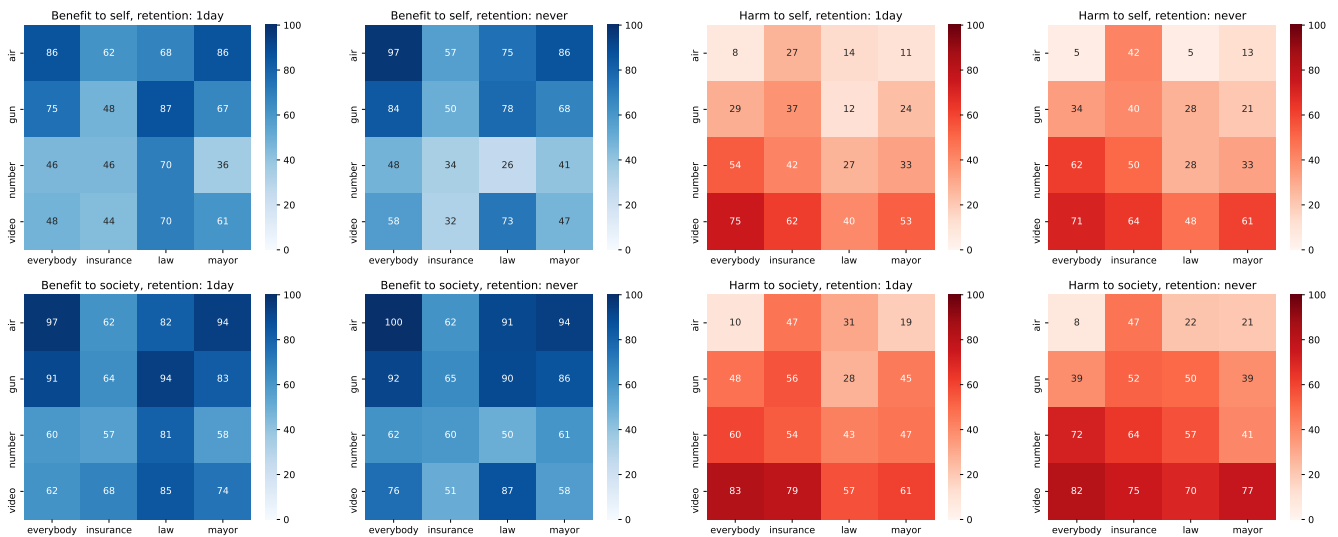 Benefit to self, retention: 1day
air 86 62 68 86
gun 75 48 87 67
number 46 46 70 36
video 48 44 70 61
everybody insurance law mayor
100
80
60
40
20
0
Benefit to self, retention: never
air 97 57 75 86
gun 84 50 78 68
number 48 34 26 41
video 58 32 73 47
everybody insurance law mayor
100
80
60
40
20
0
Harm to self, retention: 1day
air 8 27 14 11
gun 29 37 12 24
number 54 42 27 33
video 75 62 40 53
everybody insurance law mayor
100
80
60
40
20
0
Harm to self, retention: never
air 5 42 5 13
gun 34 40 28 21
number 62 50 28 33
video 71 64 48 61
everybody insurance law mayor
100
80
60
40
20
0
Benefit to society, retention: 1day
air 97 62 82 94
gun 91 64 94 83
number 60 57 81 58
video 62 68 85 74
everybody insurance law mayor
100
80
60
40
20
0
Benefit to society, retention: never
air 100 62 91 94
gun 92 65 90 86
number 62 60 50 61
video 76 51 87 58
everybody insurance law mayor
100
80
60
40
20
0
Harm to society, retention: 1day
air 10 47 31 19
gun 48 56 28 45
number 60 54 43 47
video 83 79 57 61
everybody insurance law mayor
100
80
60
40
20
0
Harm to society, retention: never
air 8 47 22 21
gun 39 52 50 39
number 72 64 57 41
video 82 75 70 77
everybody insurance law mayor
100
80
60
40
20
0